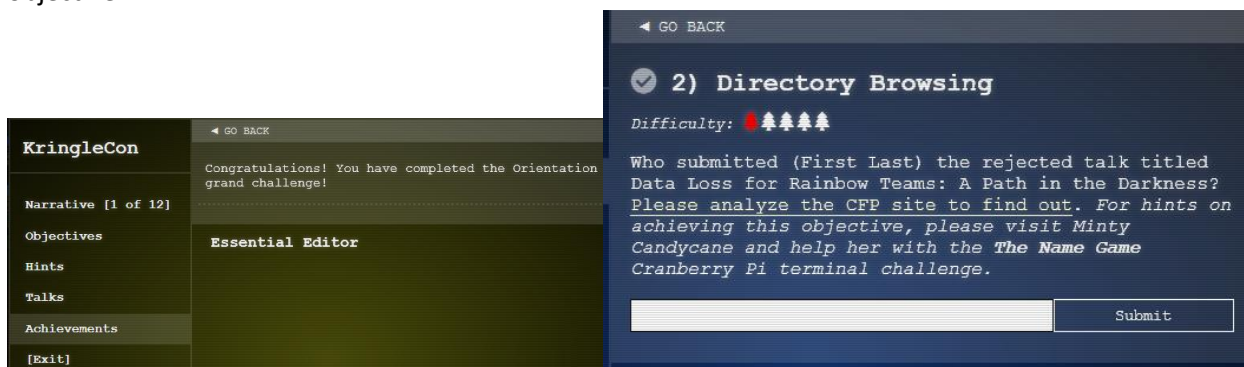 KringleCon
Narrative [1 of 12]
Objectives
Hints
Talks
Achievements
[Exit]
◄ GO BACK
Congratulations! You have completed the Orientation
grand challenge!
Essential Editor
◄ GO BACK
2) Directory Browsing
Difficulty:
Who submitted (First Last) the rejected talk titled
Data Loss for Rainbow Teams: A Path in the Darkness?
Please analyze the CFP site to find out. For hints on
achieving this objective, please visit Minty
Candycane and help her with the The Name Game
Cranberry Pi terminal challenge.
Submit